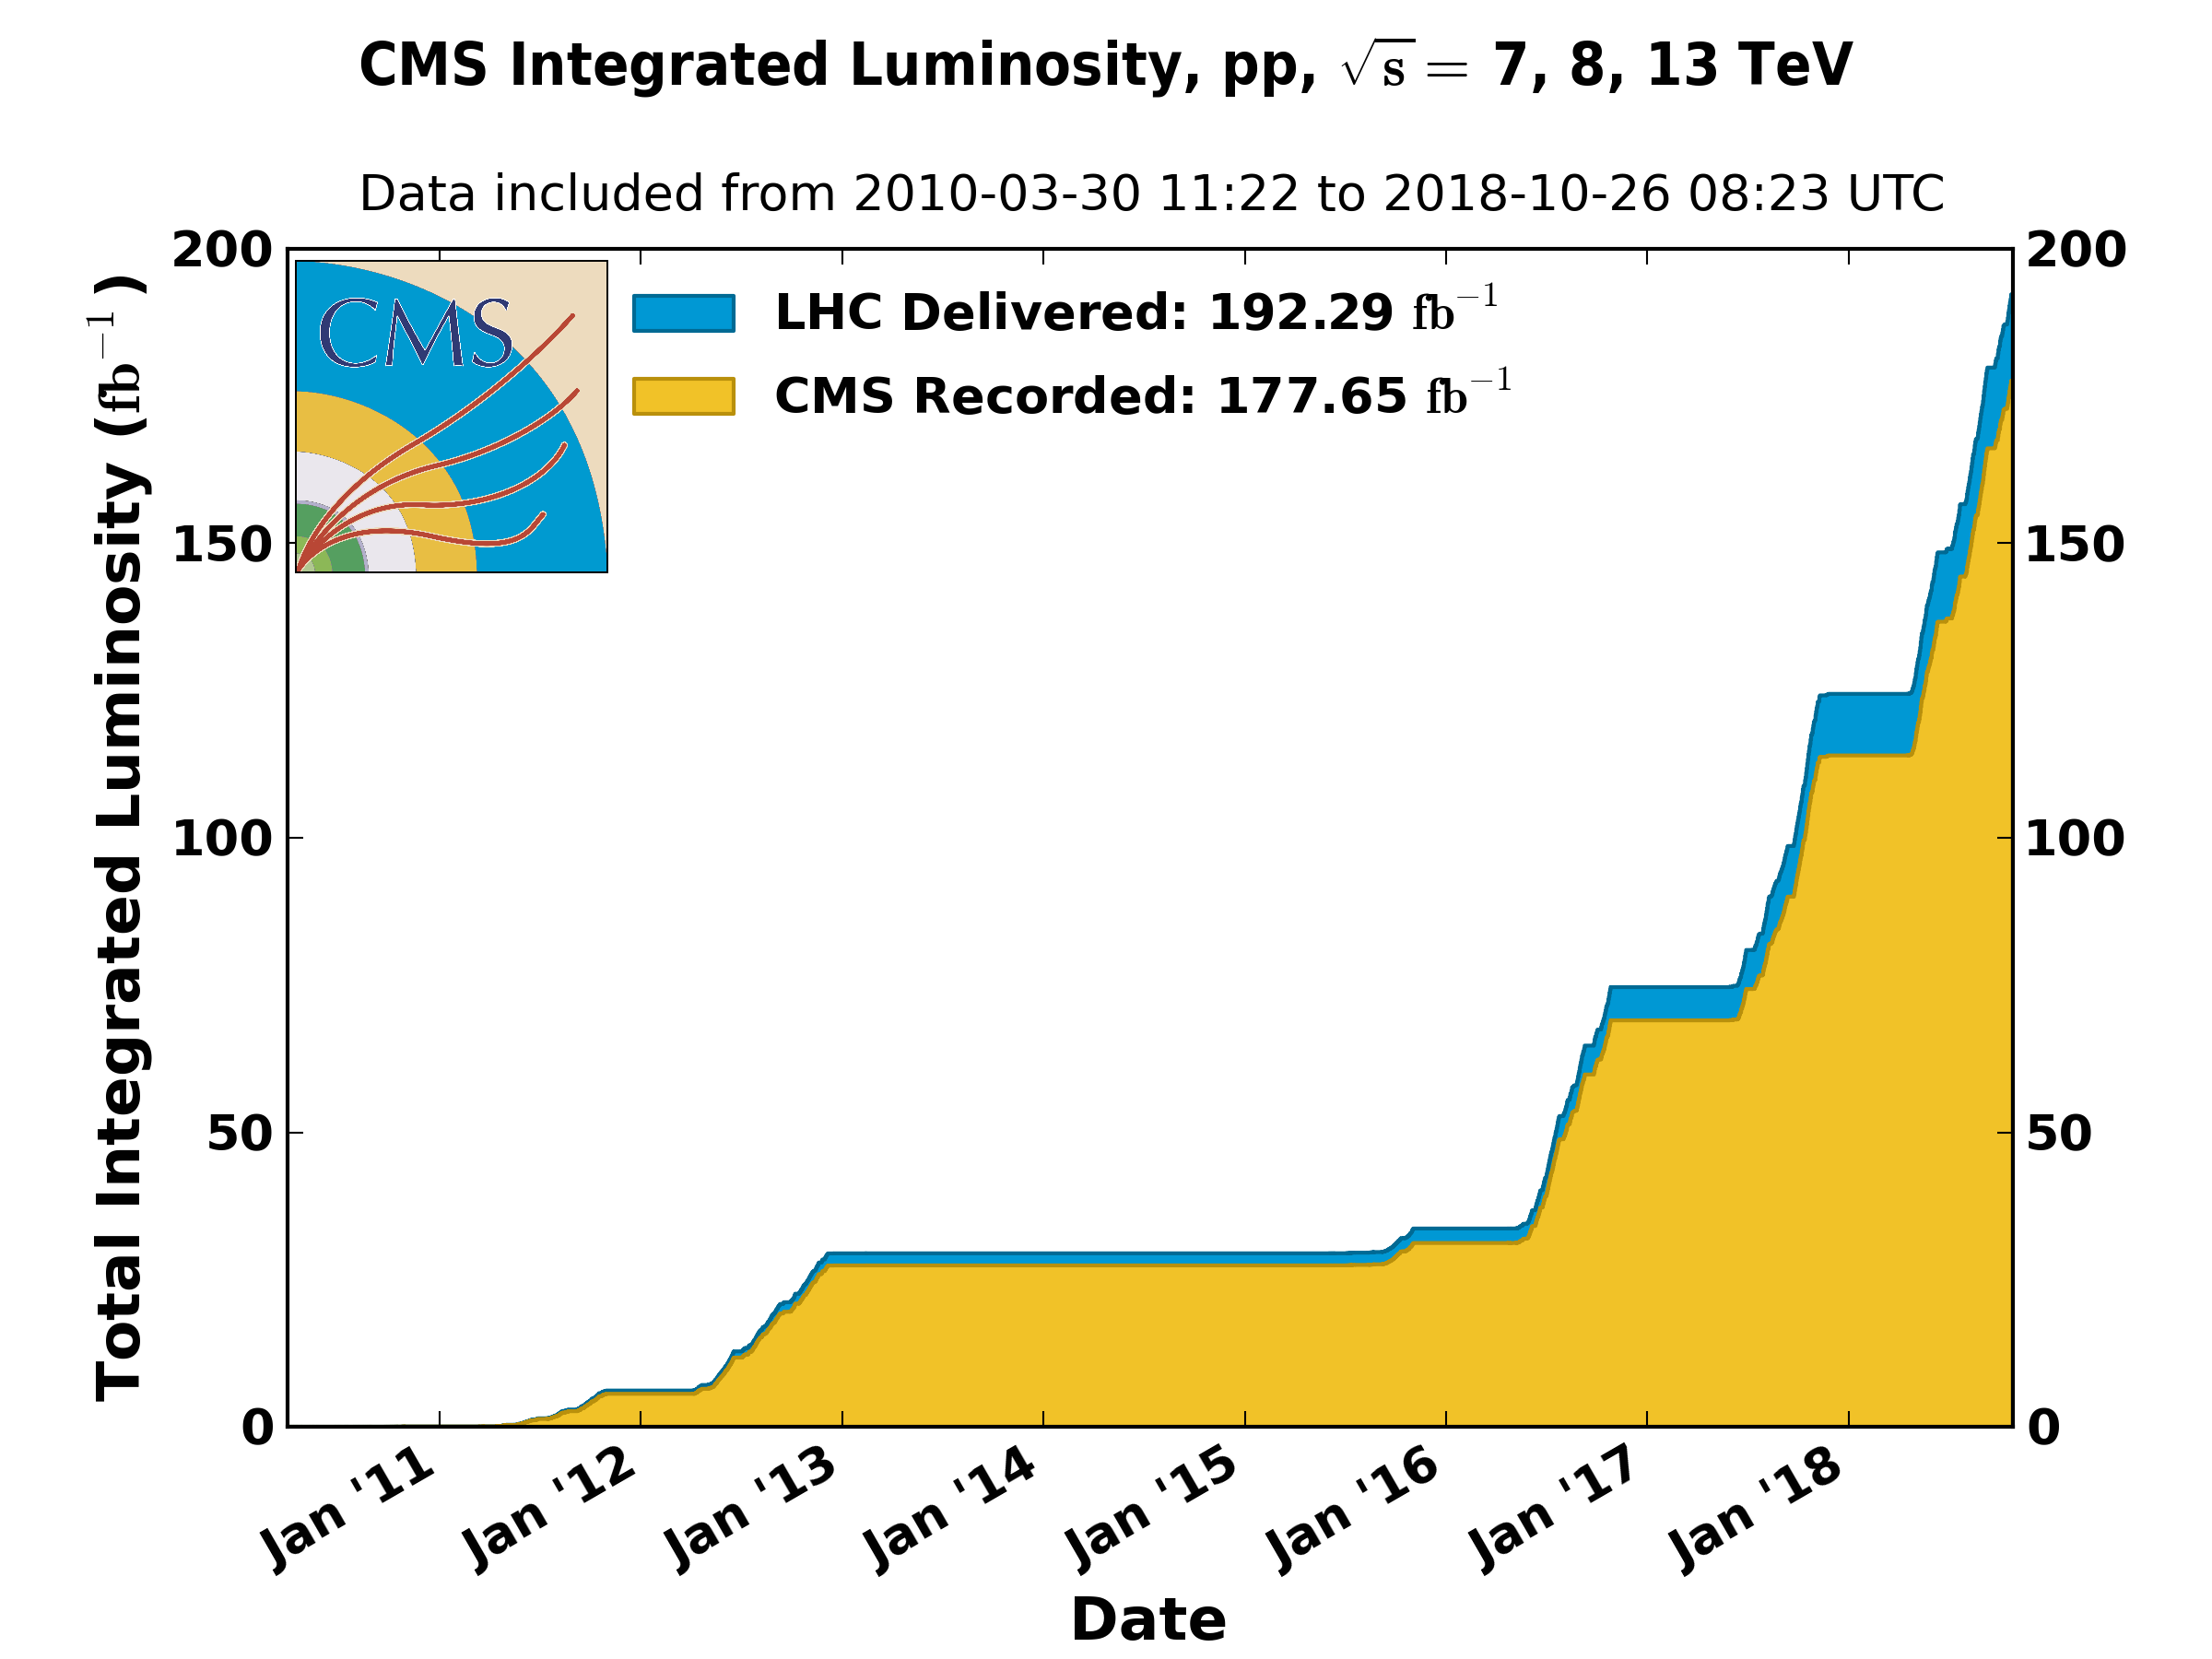 CMS Integrated Luminosity, pp, √s = 7, 8, 13 TeV
Data included from 2010-03-30 11:22 to 2018-10-26 08:23 UTC
CMS
LHC Delivered: 192.29 fb⁻¹
CMS Recorded: 177.65 fb⁻¹
Total Integrated Luminosity (fb⁻¹)
200
150
100
50
0
200
150
100
50
0
Jan '11
Jan '12
Jan '13
Jan '14
Jan '15
Jan '16
Jan '17
Jan '18
Date